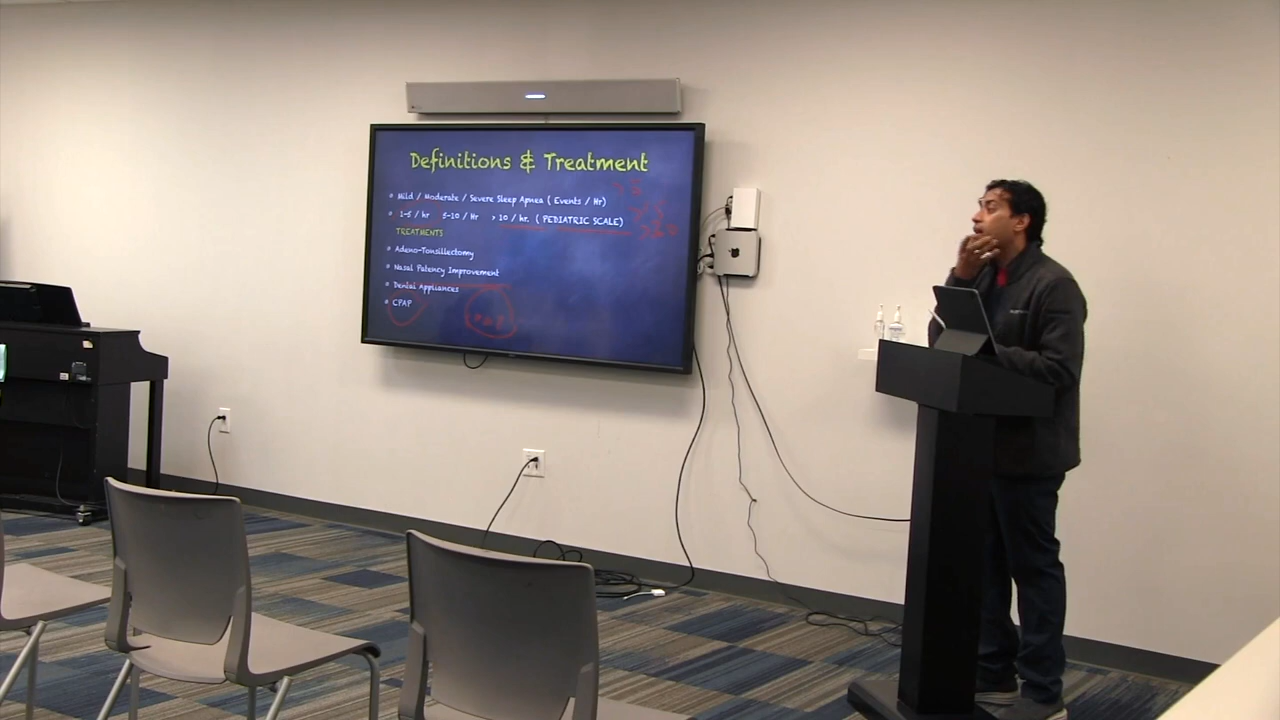 Definitions & Treatment
Mild / Moderate / Severe Sleep Apnea ( Events / Hr)
1-5 / hr 5-10 / Hr > 10 / hr. ( PEDIATRIC SCALE)
TREATMENTS
Adeno-Tonsillectomy
Nasal Patency Improvement
Dental Appliances
CPAP